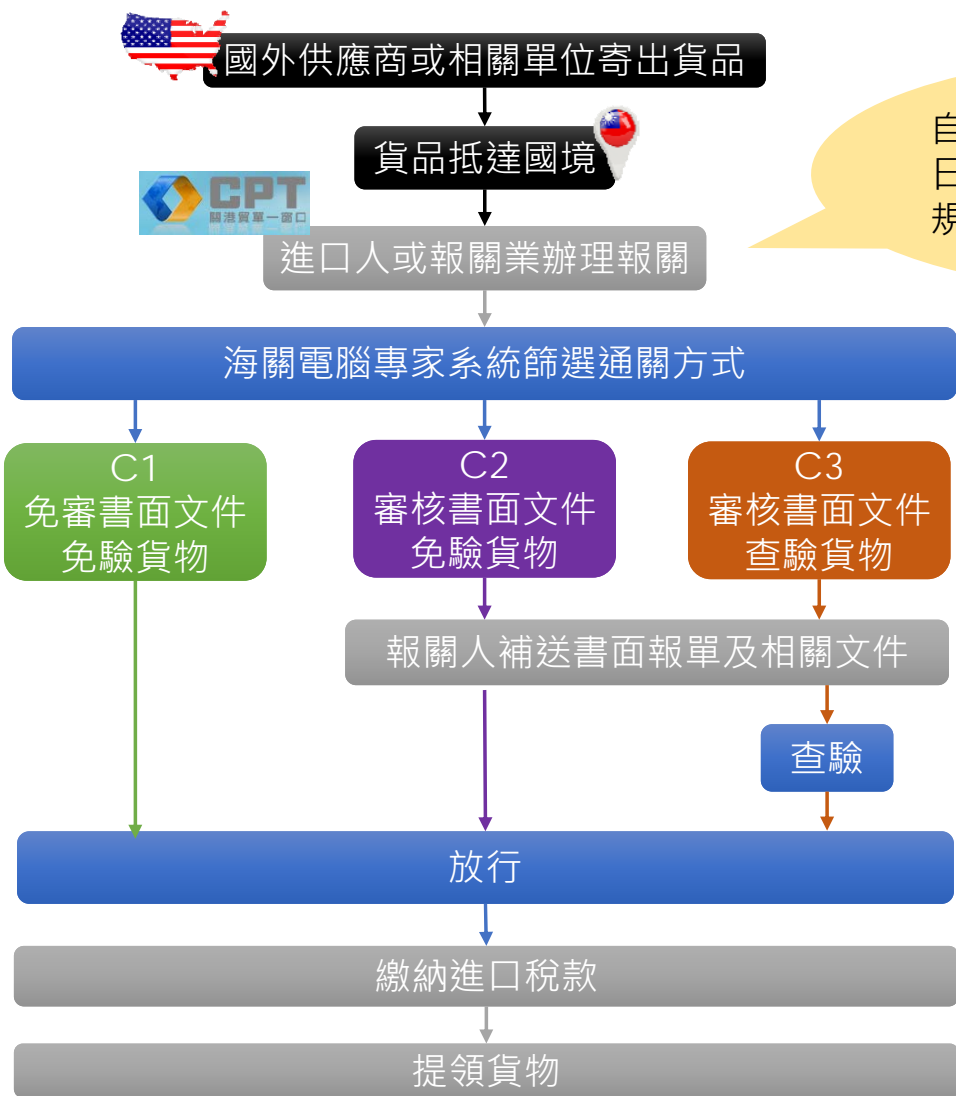 國外供應商或相關單位寄出貨品
貨品抵達國境
CPT
關港貿單一窗口
進口人或報關業辦理報關
自
日
規
海關電腦專家系統篩選通關方式
C1
免審書面文件
免驗貨物
C2
審核書面文件
免驗貨物
C3
審核書面文件
查驗貨物
報關人補送書面報單及相關文件
查驗
放行
繳納進口稅款
提領貨物